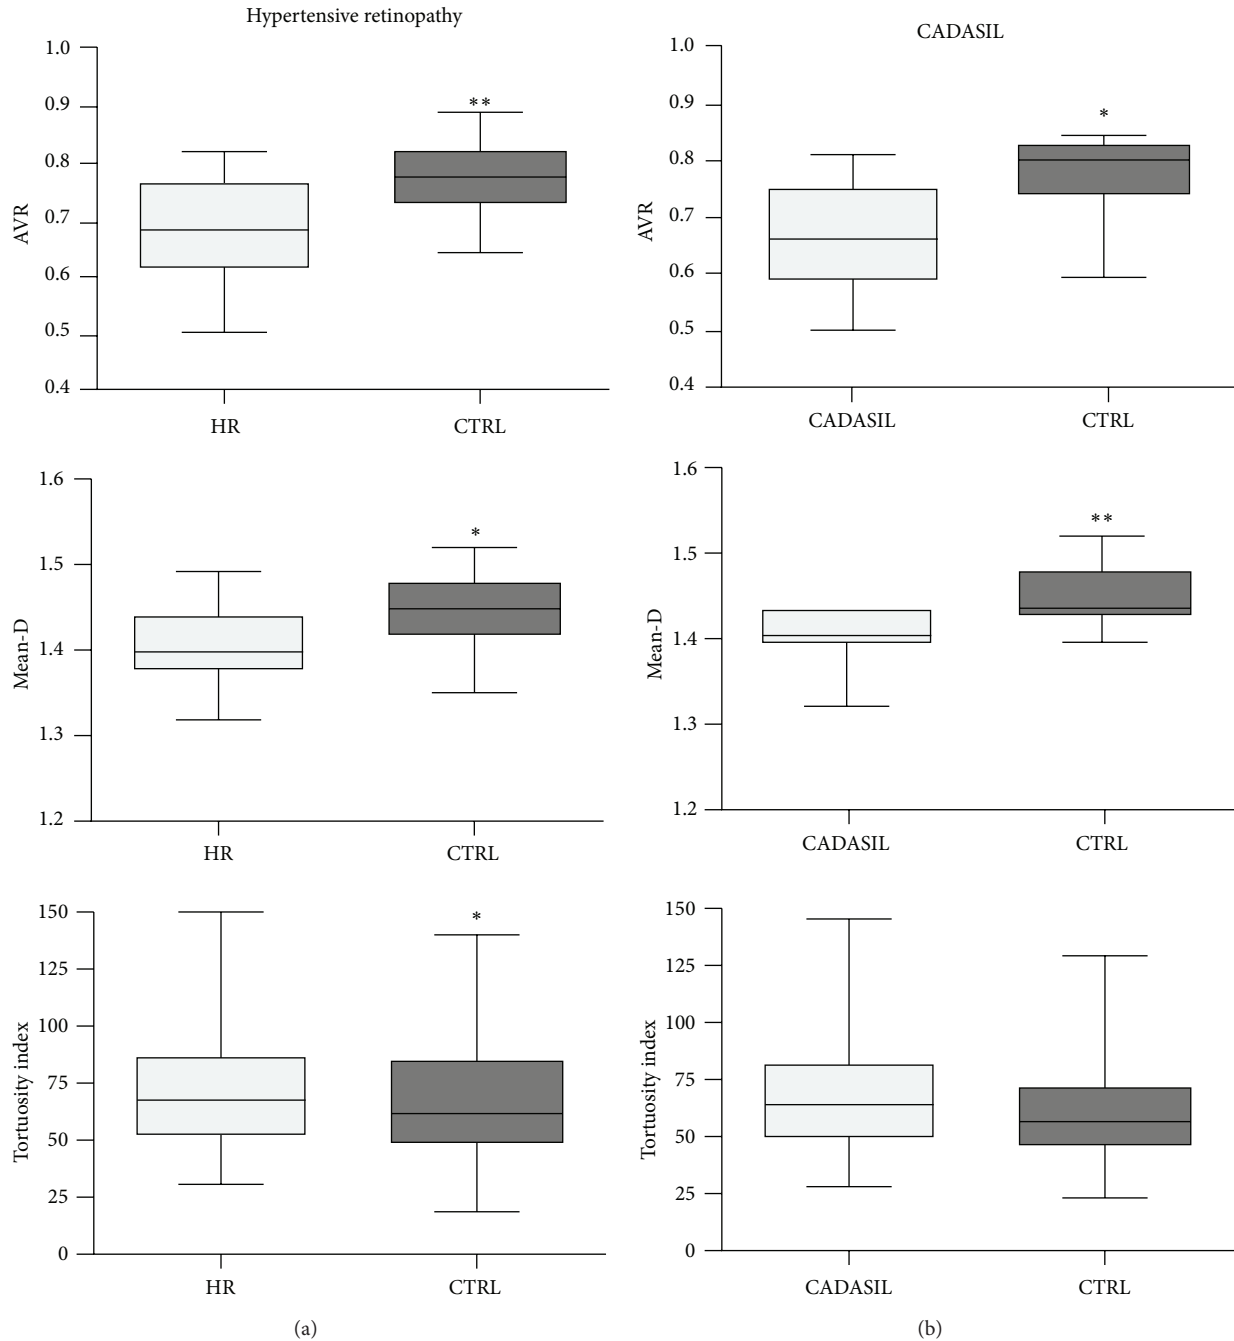 Hypertensive retinopathy
1.0
0.9
0.8
0.7
0.6
0.5
0.4
AVR
**
HR CTRL
CADASIL
1.0
0.9
0.8
0.7
0.6
0.5
0.4
AVR
*
CADASIL CTRL
1.6
1.5
1.4
1.3
1.2
Mean-D
*
HR CTRL
1.6
1.5
1.4
1.3
1.2
Mean-D
**
CADASIL CTRL
150
125
100
75
50
25
0
Tortuosity index
*
HR CTRL
(a)
150
125
100
75
50
25
0
Tortuosity index
CADASIL CTRL
(b)